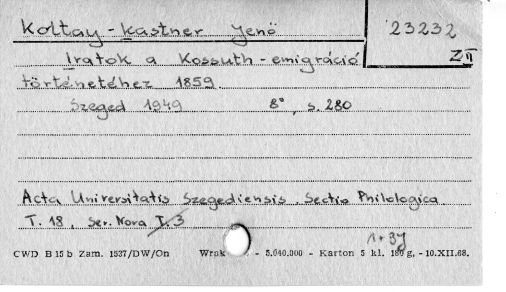 Koltay-Kastner Jenö
23232
Z II
Iratok a Kossuth-emigráció
történetéhez 1859
Szeged 1949 8°, s. 280
Acta Universitatis Szegediensis. Sectio Philologica
T. 18, Ser. Nova T. 3
1+3y
CWD B 15 b Zam. 1537/DW/On - 5.040.000 - Karton 5 kl. 180 g, - 10.XII.68.